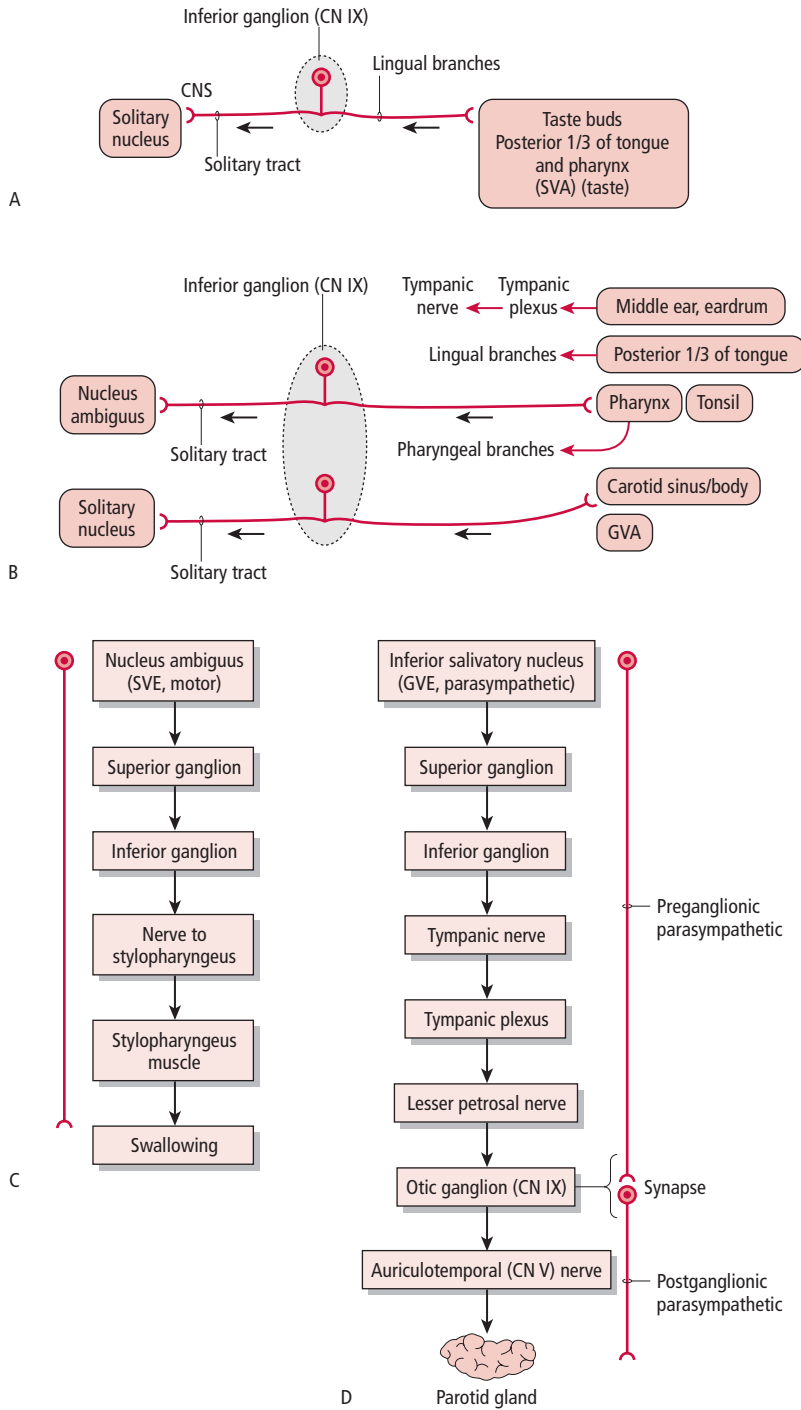 Inferior ganglion (CN IX)
Lingual branches
CNS
Solitary
nucleus
Solitary tract
Taste buds
Posterior 1/3 of tongue
and pharynx
(SVA) (taste)
A
Inferior ganglion (CN IX)
Tympanic
nerve
Tympanic
plexus
Middle ear, eardrum
Lingual branches
Posterior 1/3 of tongue
Nucleus
ambiguus
Solitary tract
Pharynx
Tonsil
Pharyngeal branches
Solitary
nucleus
Solitary tract
Carotid sinus/body
GVA
B
Nucleus ambiguus
(SVE, motor)
Superior ganglion
Inferior ganglion
Nerve to
stylopharyngeus
Stylopharyngeus
muscle
Swallowing
C
Inferior salivatory nucleus
(GVE, parasympathetic)
Superior ganglion
Inferior ganglion
Tympanic nerve
Tympanic plexus
Lesser petrosal nerve
Otic ganglion (CN IX)
Auriculotemporal (CN V) nerve
Parotid gland
Preganglionic
parasympathetic
Synapse
Postganglionic
parasympathetic
D